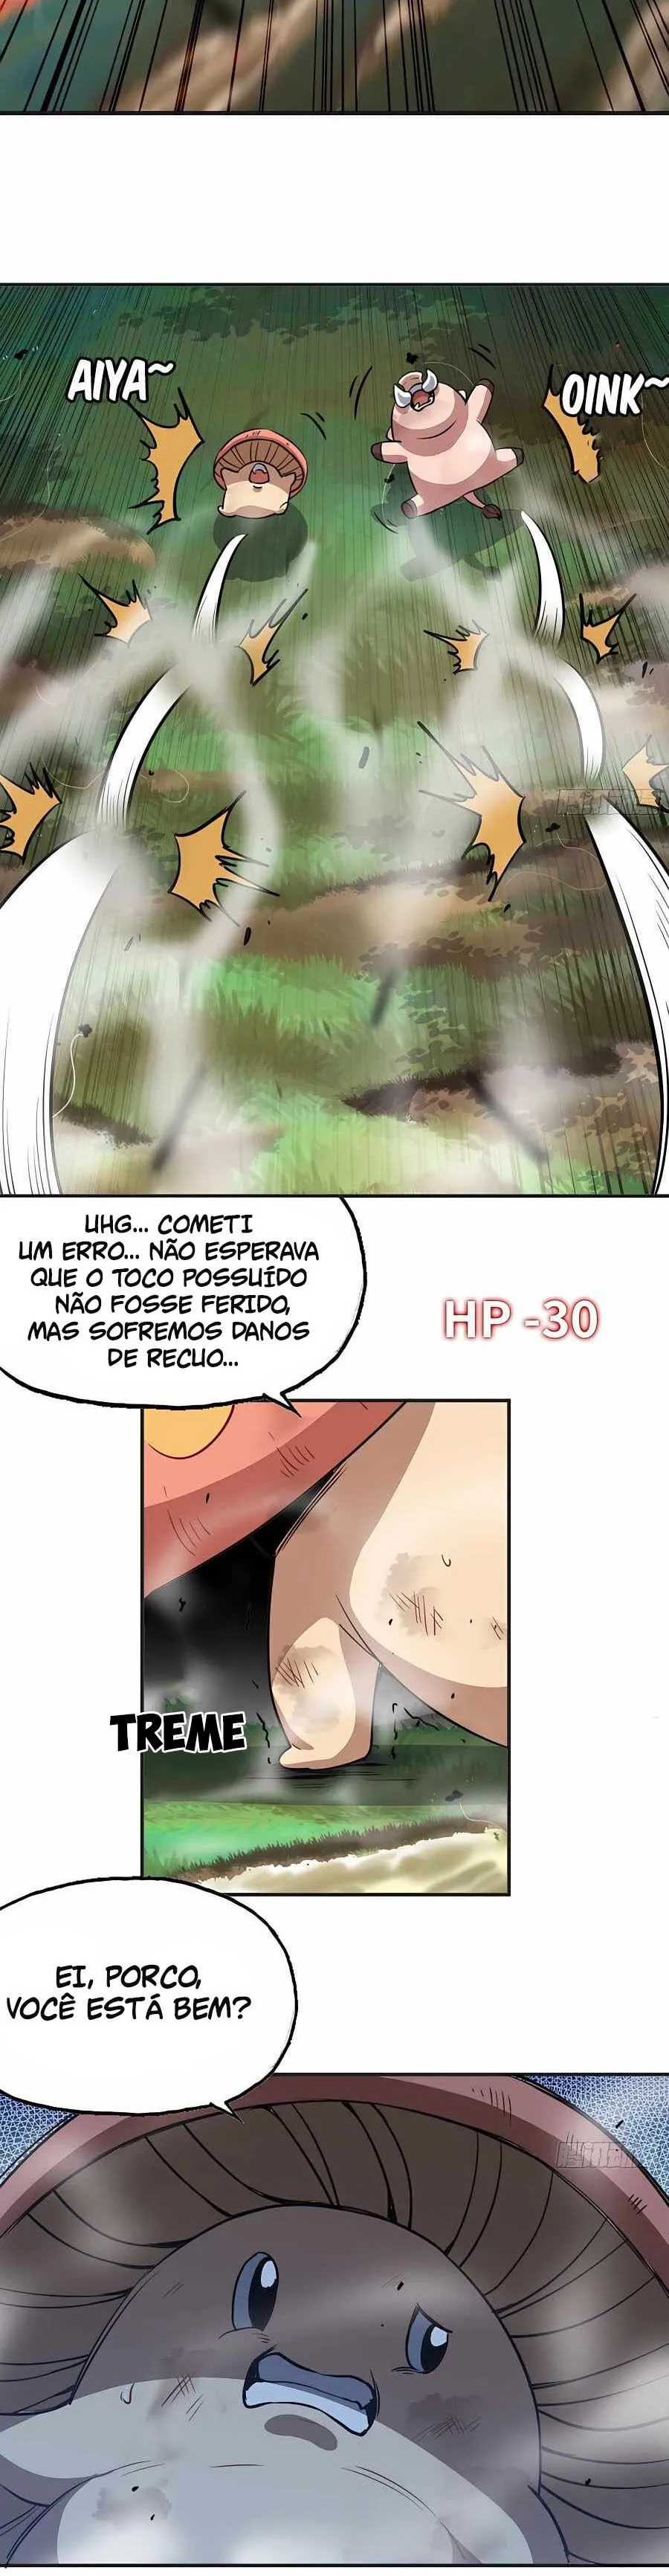 AIYA~
OINK~
UHG... COMETI
UM ERRO... NÃO ESPERAVA
QUE O TOCO POSSUÍDO
NÃO FOSSE FERIDO,
MAS SOFREMOS DANOS
DE RECUO...
HP -30
TREME
EI, PORCO,
VOCÊ ESTÁ BEM?